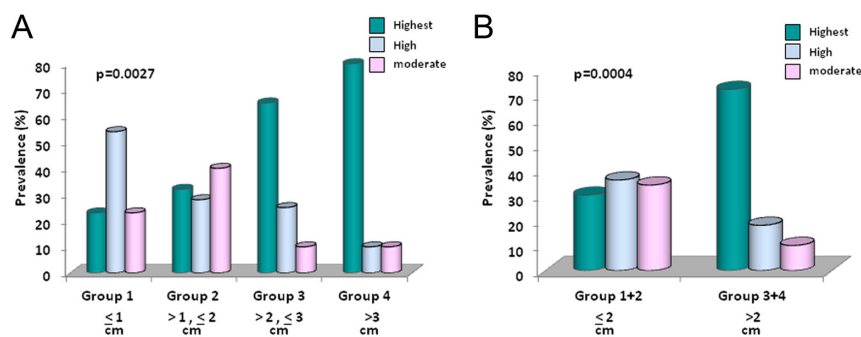 A
Highest
High
moderate
p=0.0027
Prevalence (%)
80
70
60
50
40
30
20
10
0
Group 1
Group 2
Group 3
Group 4
≤ 1
cm
> 1 , ≤ 2
cm
> 2 , ≤ 3
cm
>3
cm
B
Highest
High
moderate
p=0.0004
Prevalence (%)
80
70
60
50
40
30
20
10
0
Group 1+2
Group 3+4
≤ 2
cm
>2
cm